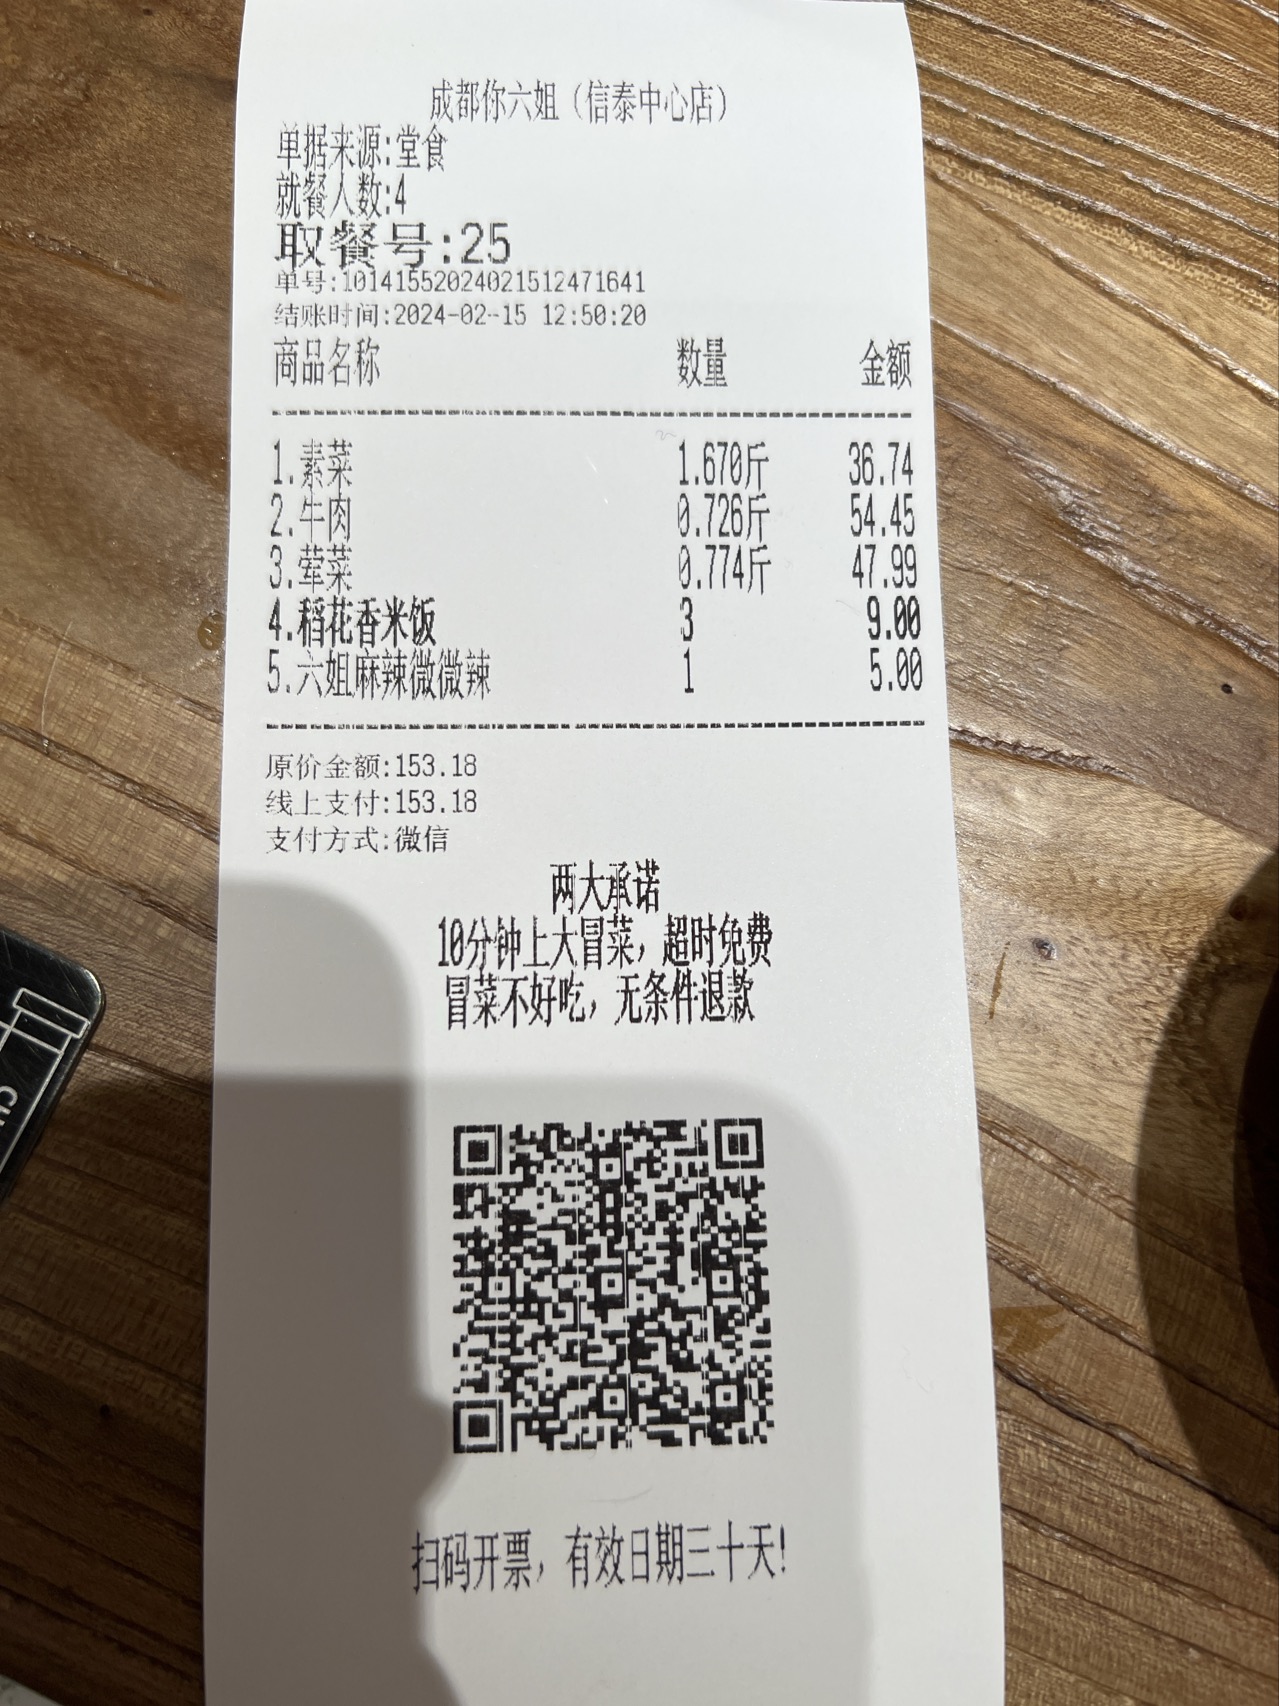 成都你六姐（信泰中心店）
单据来源:堂食
就餐人数:4
取餐号:25
单号:10141552024021512471641
结账时间:2024-02-15 12:50:20
商品名称 数量 金额
1.素菜 1.670斤 36.74
2.牛肉 0.726斤 54.45
3.荤菜 0.774斤 47.99
4.稻花香米饭 3 9.00
5.六姐麻辣微微辣 1 5.00
原价金额:153.18
线上支付:153.18
支付方式:微信
两大承诺
10分钟上大冒菜，超时免费
冒菜不好吃，无条件退款
扫码开票，有效日期三十天!